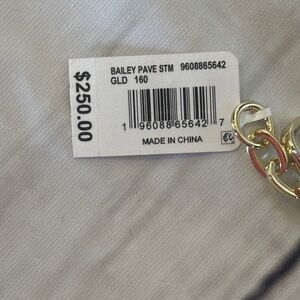 BAILEY PAVE STM 9608865642
GLD 160
$250.00
1 96088 65642 7
MADE IN CHINA